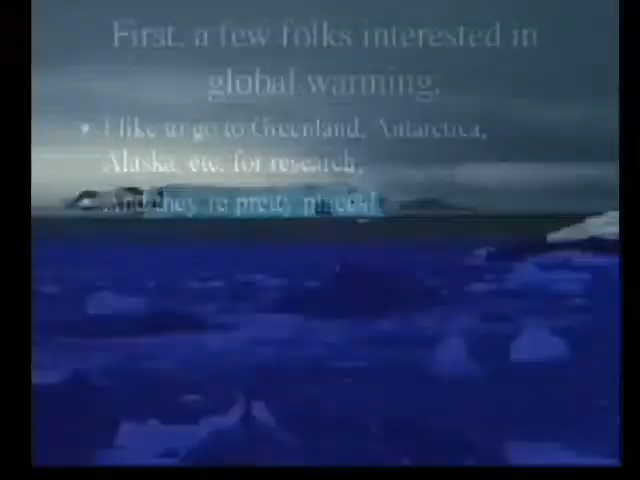 First, a few folks interested in
global warming:
• I like to go to Greenland, Antarctica,
Alaska, etc. for research,
• And they're pretty places!